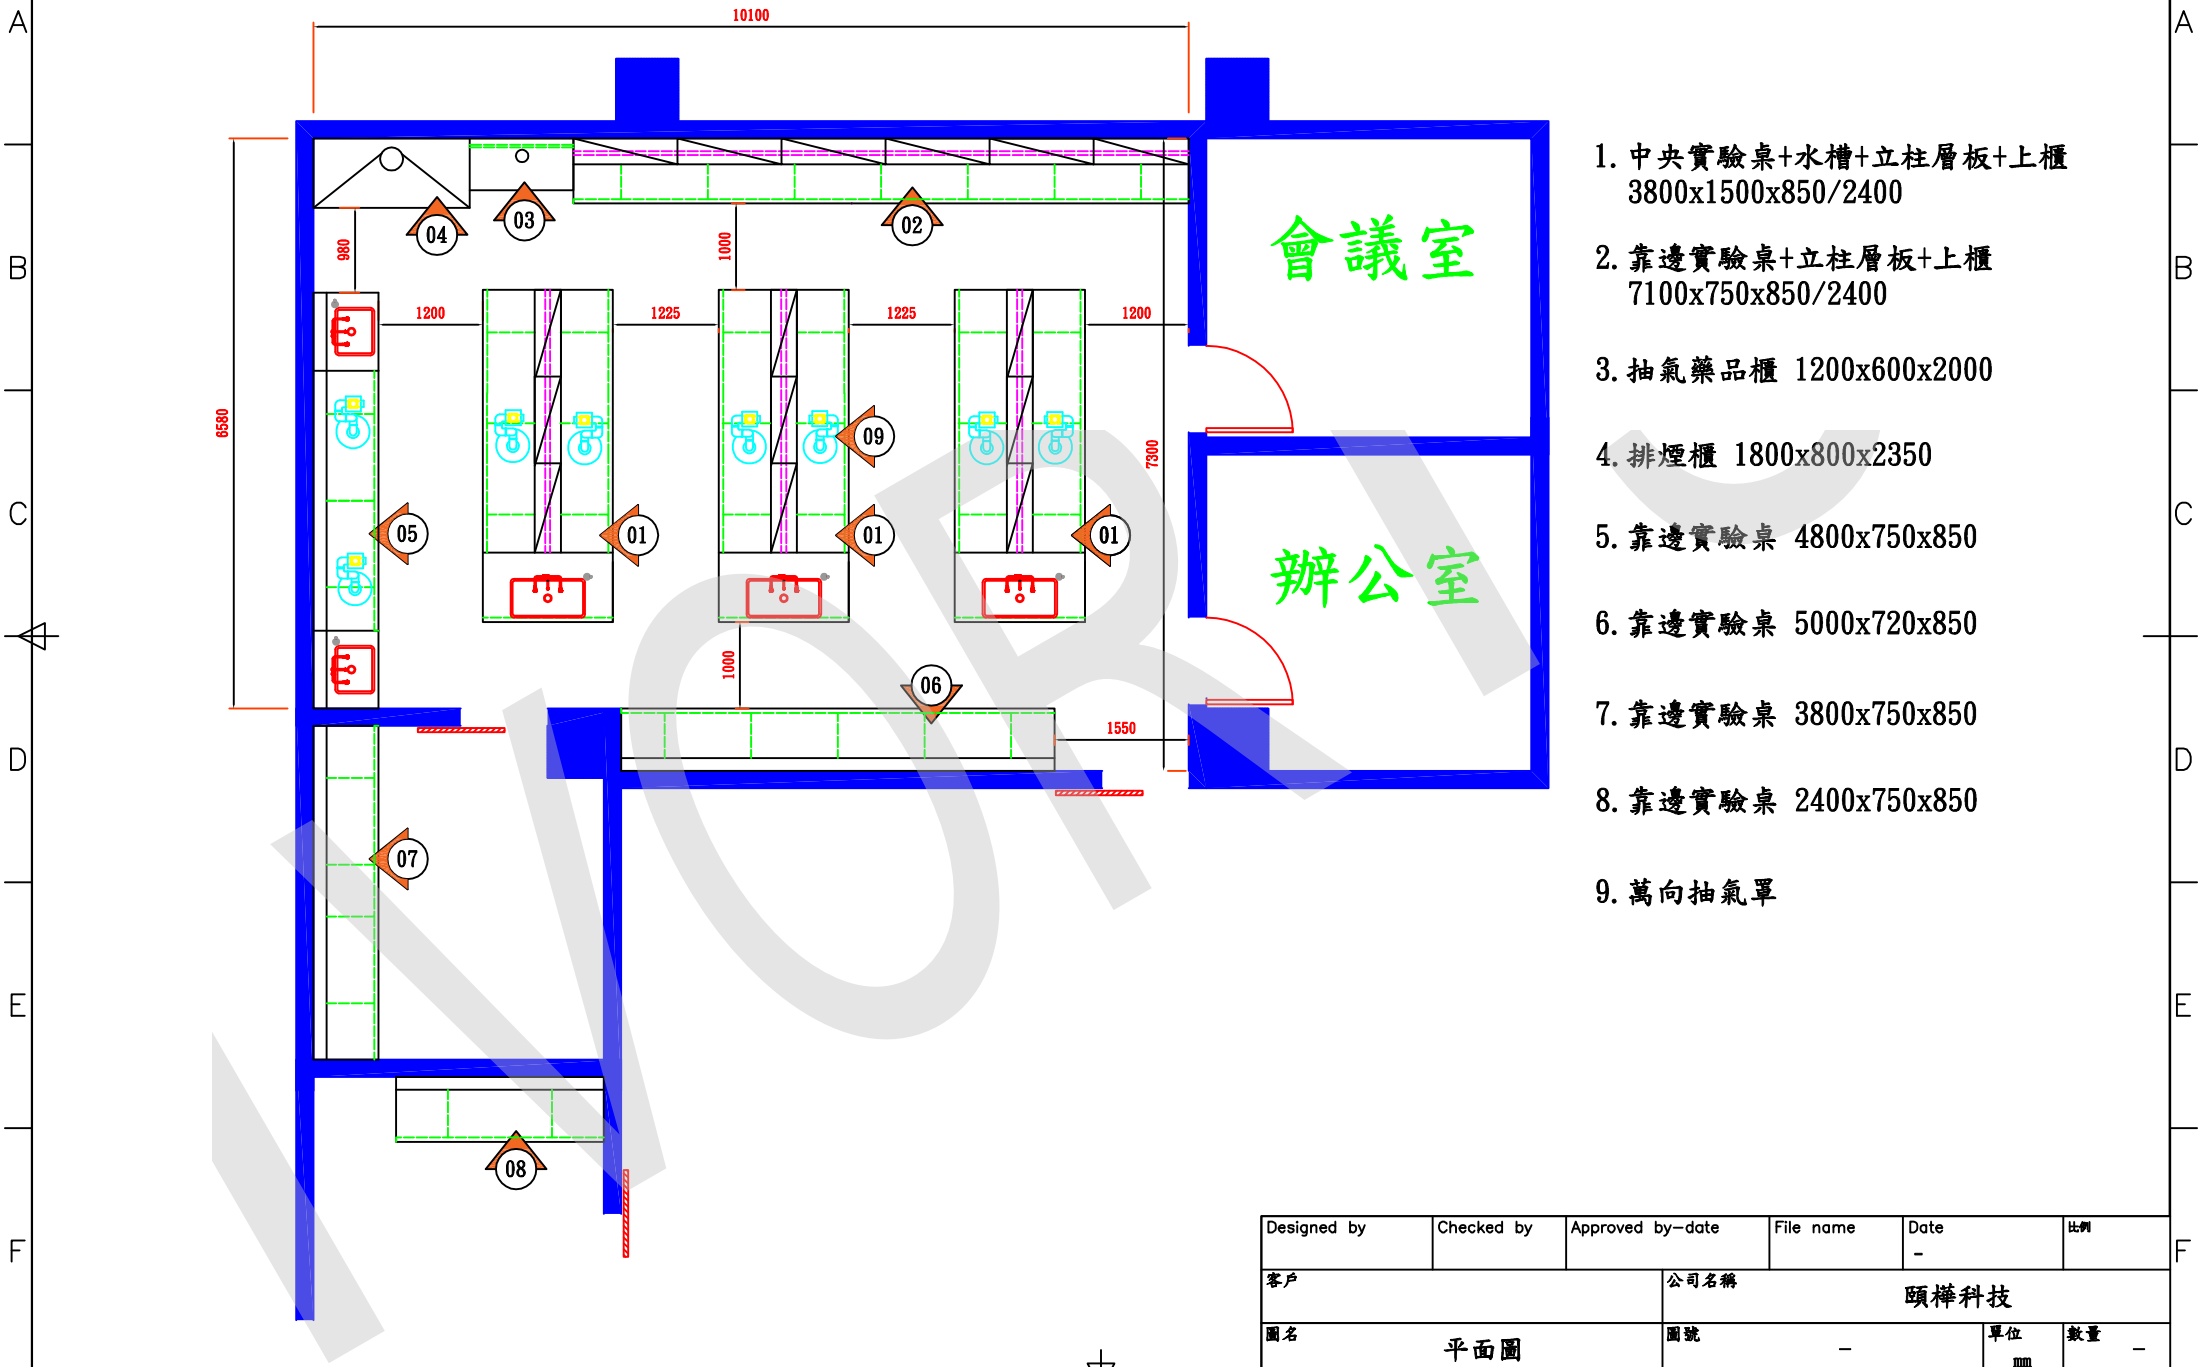 A
A
10100
1. 中央實驗桌+水槽+立柱層板+上櫃
3800x1500x850/2400
03
02
04
B
B
980
1000
會議室
2. 靠邊實驗桌+立柱層板+上櫃
7100x750x850/2400
1200
1225
1225
1200
3. 抽氣藥品櫃 1200x600x2000
6580
09
7300
4. 排煙櫃 1800x800x2350
C
C
05
01
01
01
5. 靠邊實驗桌 4800x750x850
辦公室
6. 靠邊實驗桌 5000x720x850
1000
06
7. 靠邊實驗桌 3800x750x850
1550
D
D
8. 靠邊實驗桌 2400x750x850
07
9. 萬向抽氣罩
E
E
08
F
F
Designed by
Checked by
Approved by-date
File name
Date
比例
-
客戶
公司名稱
頤樺科技
圖名
平面圖
圖號
-
單位
mm
數量
-